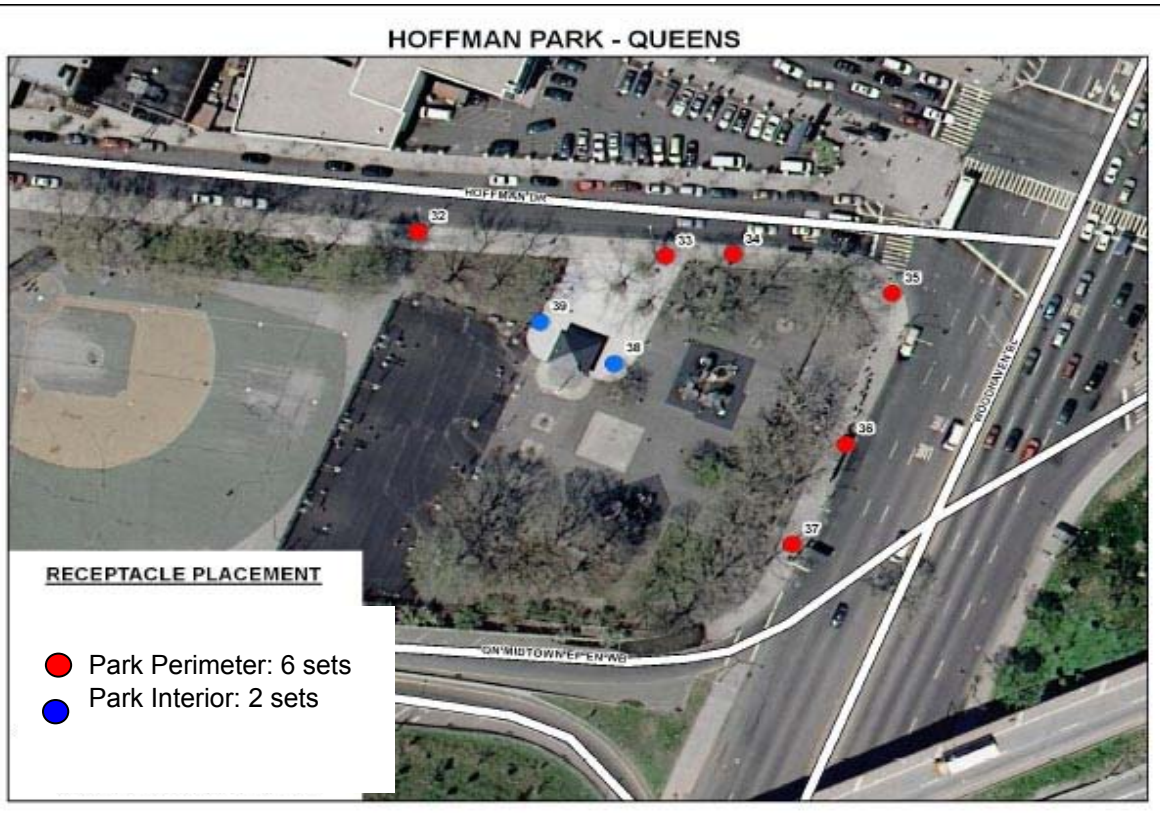 HOFFMAN PARK - QUEENS
HOFFMAN DR
32
33
34
35
39
38
WOODHAVEN BL
36
37
QN MIDTOWN EP EN WB
RECEPTACLE PLACEMENT
Park Perimeter: 6 sets
Park Interior: 2 sets